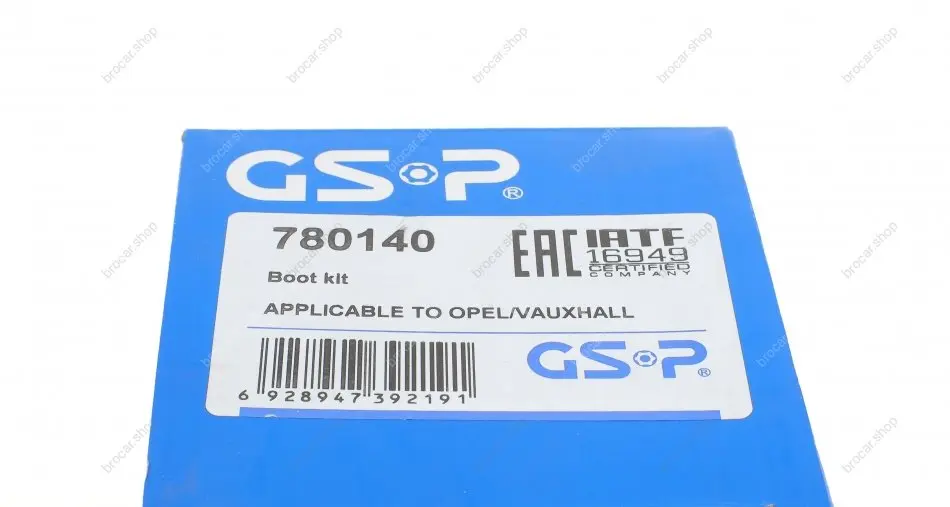 brocar.shop
GSP®
780140
Boot kit
APPLICABLE TO OPEL/VAUXHALL
EAC
IATF
16949
CERTIFIED
COMPANY
GSP®
6 928947 392191